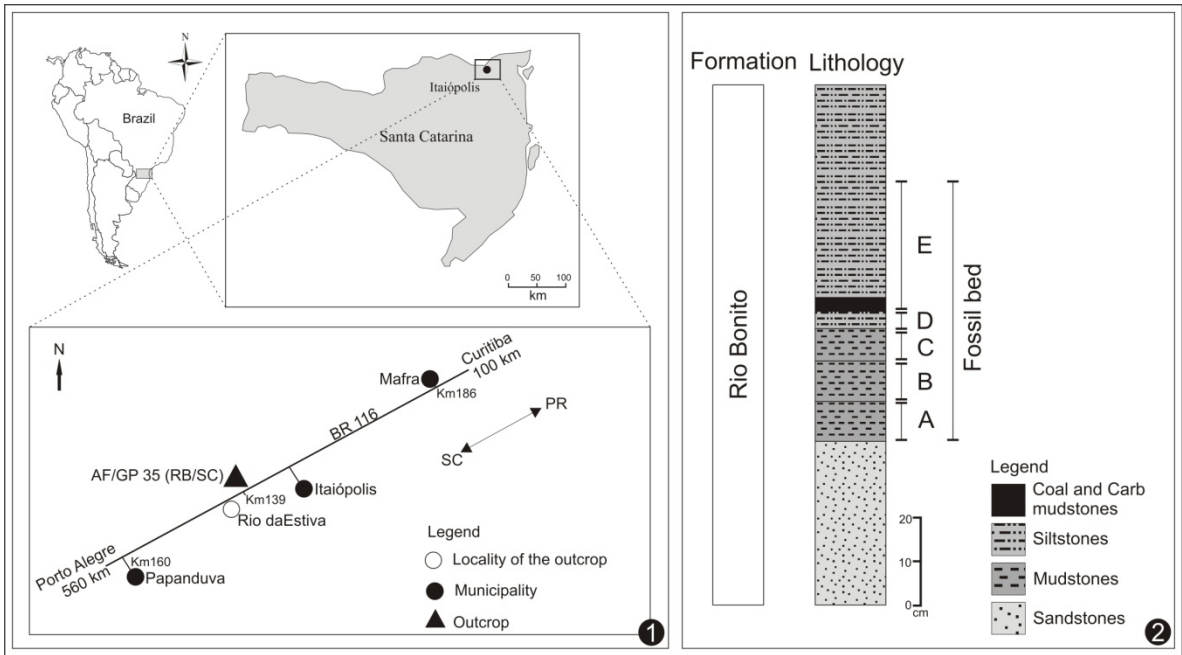 N
Brazil
Itaiópolis
Santa Catarina
0 50 100
km
N
Curitiba
100 km
Mafra
Km186
BR 116
PR
SC
AF/GP 35 (RB/SC)
Km139
Itaiópolis
Rio daEstiva
Porto Alegre
560 km
Km160
Papanduva
Legend
Locality of the outcrop
Municipality
Outcrop
1
Formation Lithology
Rio Bonito
E
D
C
B
A
Fossil bed
20
10
0
cm
Legend
Coal and Carb
mudstones
Siltstones
Mudstones
Sandstones
2